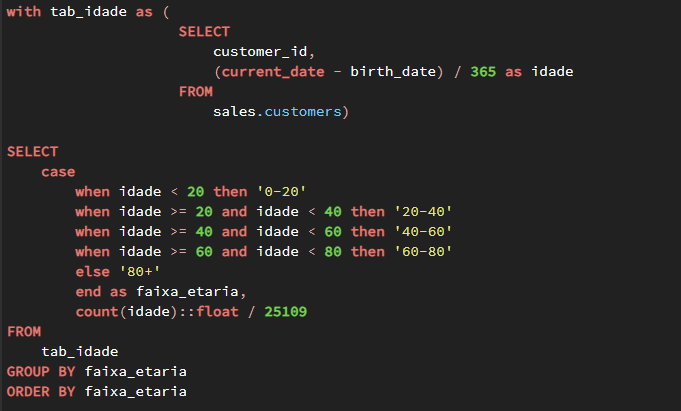 with tab_idade as (
SELECT
customer_id,
(current_date - birth_date) / 365 as idade
FROM
sales.customers)
SELECT
case
when idade < 20 then '0-20'
when idade >= 20 and idade < 40 then '20-40'
when idade >= 40 and idade < 60 then '40-60'
when idade >= 60 and idade < 80 then '60-80'
else '80+'
end as faixa_etaria,
count(idade)::float / 25109
FROM
tab_idade
GROUP BY faixa_etaria
ORDER BY faixa_etaria